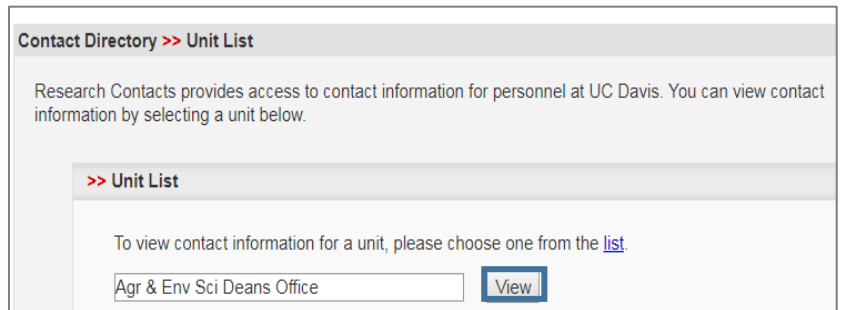 Contact Directory >> Unit List
Research Contacts provides access to contact information for personnel at UC Davis. You can view contact
information by selecting a unit below.
>> Unit List
To view contact information for a unit, please choose one from the list.
Agr & Env Sci Deans Office View